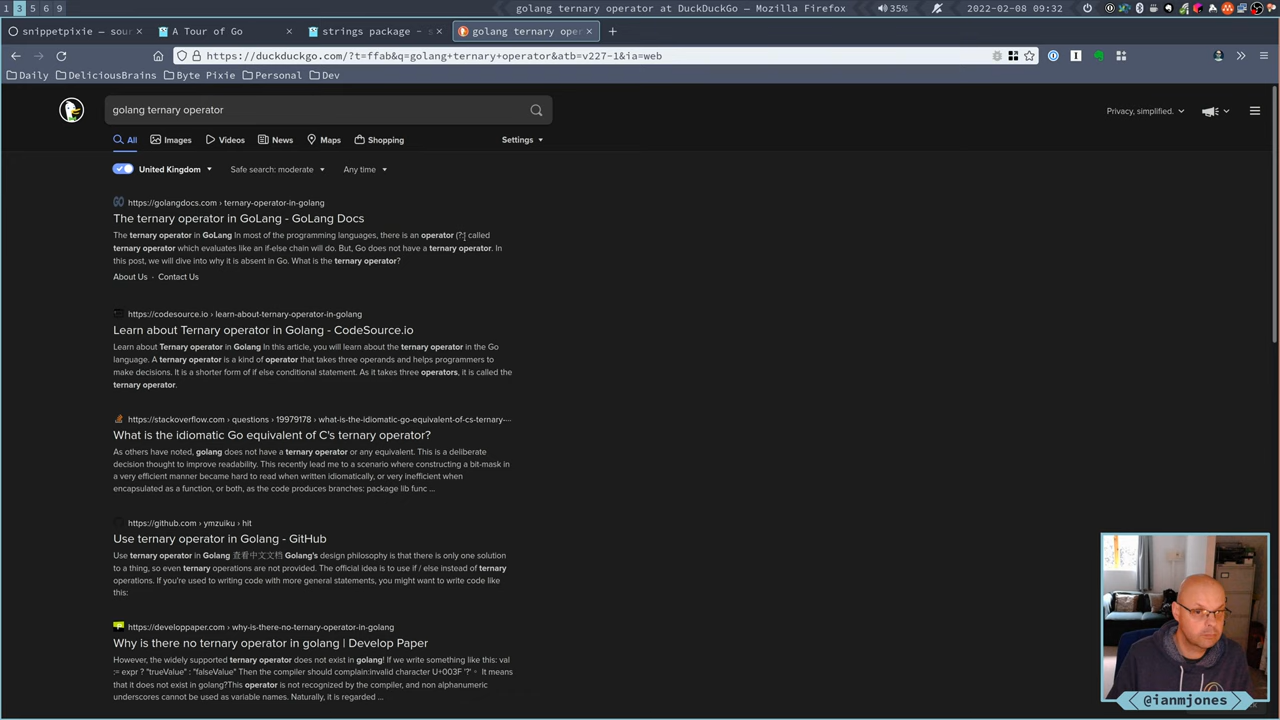 1 3 5 6 9
golang ternary operator at DuckDuckGo — Mozilla Firefox
35%
2022-02-08 09:32
snippetpixie — sour
A Tour of Go
strings package - s
golang ternary oper
https://duckduckgo.com/?t=ffab&q=golang+ternary+operator&atb=v227-1&ia=web
Daily
DeliciousBrains
Byte Pixie
Personal
Dev
golang ternary operator
Privacy, simplified.
All
Images
Videos
News
Maps
Shopping
Settings
United Kingdom
Safe search: moderate
Any time
https://golangdocs.com › ternary-operator-in-golang
The ternary operator in GoLang - GoLang Docs
The ternary operator in GoLang In most of the programming languages, there is an operator (?:) called
ternary operator which evaluates like an if-else chain will do. But, Go does not have a ternary operator. In
this post, we will dive into why it is absent in Go. What is the ternary operator?
About Us · Contact Us
https://codesource.io › learn-about-ternary-operator-in-golang
Learn about Ternary operator in Golang - CodeSource.io
Learn about Ternary operator in Golang In this article, you will learn about the ternary operator in the Go
language. A ternary operator is a kind of operator that takes three operands and helps programmers to
make decisions. It is a shorter form of if else conditional statement. As it takes three operators, it is called the
ternary operator.
https://stackoverflow.com › questions › 19979178 › what-is-the-idiomatic-go-equivalent-of-cs-ternary-···
What is the idiomatic Go equivalent of C's ternary operator?
As others have noted, golang does not have a ternary operator or any equivalent. This is a deliberate
decision thought to improve readability. This recently lead me to a scenario where constructing a bit-mask in
a very efficient manner became hard to read when written idiomatically, or very inefficient when
encapsulated as a function, or both, as the code produces branches: package lib func ...
https://github.com › ymzuiku › hit
Use ternary operator in Golang - GitHub
Use ternary operator in Golang 查看中文文档 Golang's design philosophy is that there is only one solution
to a thing, so even ternary operations are not provided. The official idea is to use if / else instead of ternary
operations. If you're used to writing code with more general statements, you might want to write code like
this:
https://developpaper.com › why-is-there-no-ternary-operator-in-golang
Why is there no ternary operator in golang | Develop Paper
However, the widely supported ternary operator does not exist in golang! If we write something like this: val
:= expr ? "trueValue" : "falseValue" Then the compiler should complain:invalid character U+003F '?'。 It means
that it does not exist in golang?This operator is not recognized by the compiler, and non alphanumeric
underscores cannot be used as variable names. Naturally, it is regarded ...
@ianmjones